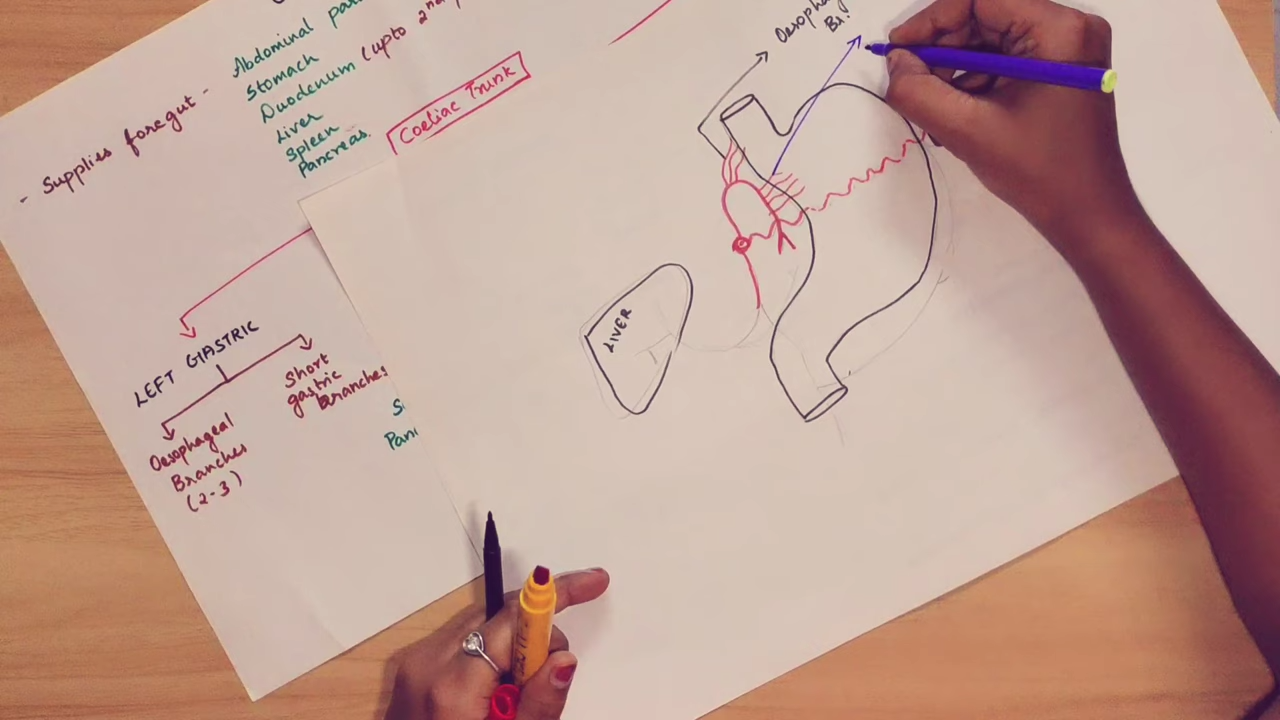 Abdominal
Stomach
Duodenum (upto 2nd
Liver
Spleen
Pancreas.
- Supplies foregut -
Coeliac Trunk
LEFT GASTRIC
Oesophageal
Branches
(2-3)
Short
gastric
Branches
Br.
LIVER